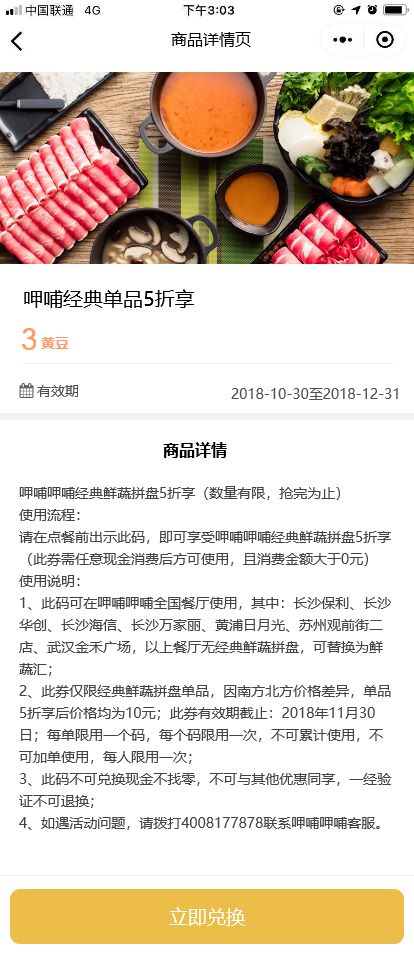 中国联通 4G 下午3:03
商品详情页
呷哺经典单品5折享
3 黄豆
有效期 2018-10-30至2018-12-31
商品详情
呷哺呷哺经典鲜蔬拼盘5折享（数量有限，抢完为止）
使用流程：
请在点餐前出示此码，即可享受呷哺呷哺经典鲜蔬拼盘5折享
（此券需任意现金消费后方可使用，且消费金额大于0元）
使用说明：
1、此码可在呷哺呷哺全国餐厅使用，其中：长沙保利、长沙
华创、长沙海信、长沙万家丽、黄浦日月光、苏州观前街二
店、武汉金禾广场，以上餐厅无经典鲜蔬拼盘，可替换为鲜
蔬汇；
2、此券仅限经典鲜蔬拼盘单品，因南方北方价格差异，单品
5折享后价格均为10元；此券有效期截止：2018年11月30
日；每单限用一个码，每个码限用一次，不可累计使用，不
可加单使用，每人限用一次；
3、此码不可兑换现金不找零，不可与其他优惠同享，一经验
证不可退换；
4、如遇活动问题，请拨打4008177878联系呷哺呷哺客服。
立即兑换